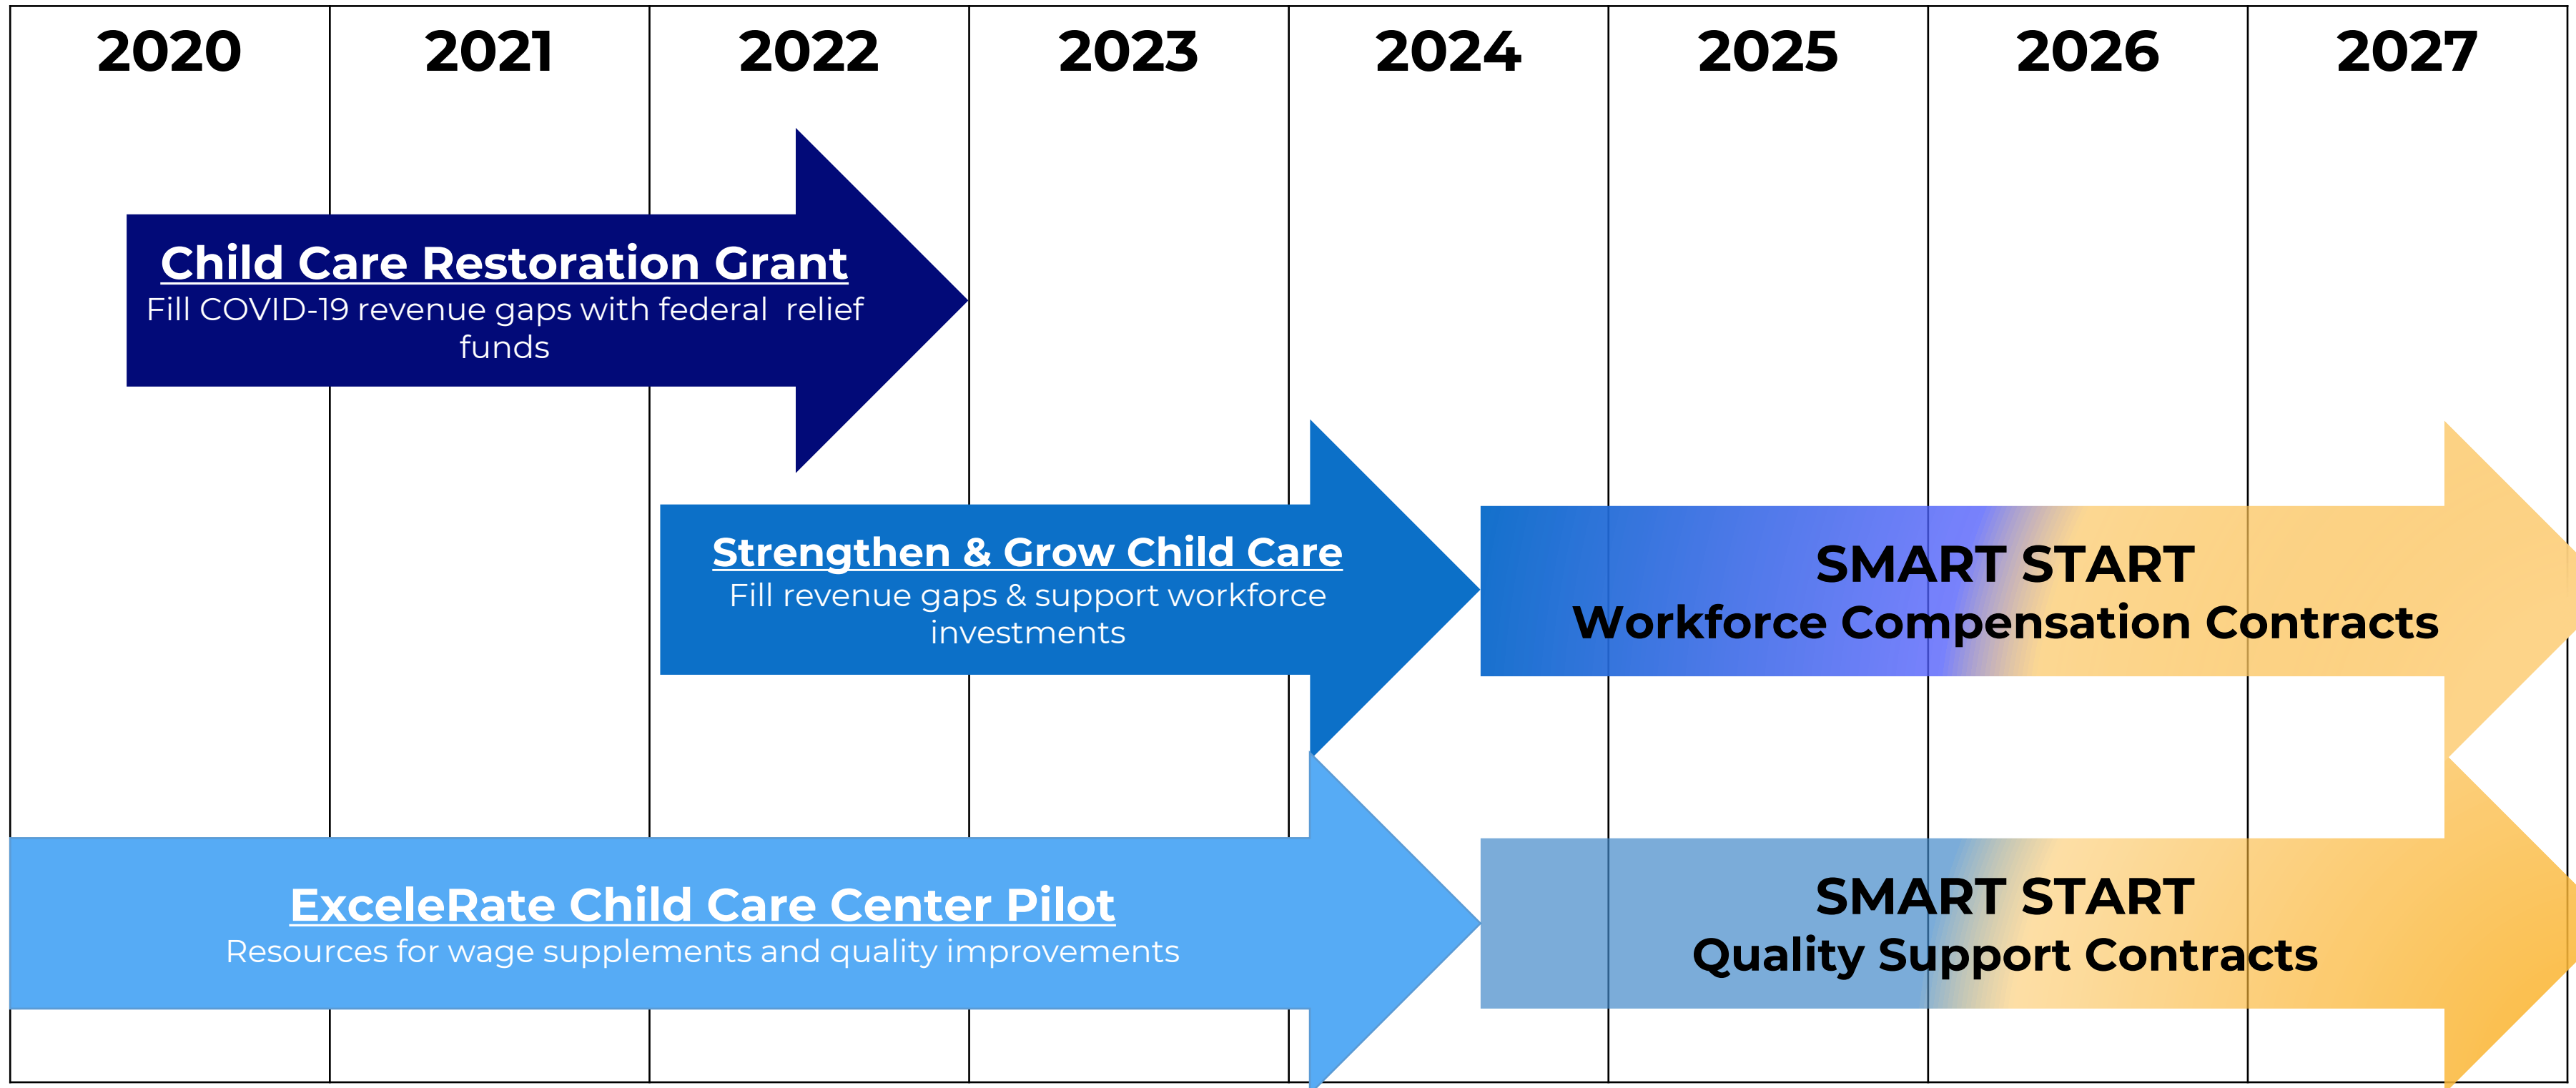 2020 2021 2022 2023 2024 2025 2026 2027
Child Care Restoration Grant
Fill COVID-19 revenue gaps with federal  relief
funds
Strengthen & Grow Child Care
Fill revenue gaps & support workforce
investments
SMART START
Workforce Compensation Contracts
ExceleRate Child Care Center Pilot
Resources for wage supplements and quality improvements
SMART START
Quality Support Contracts